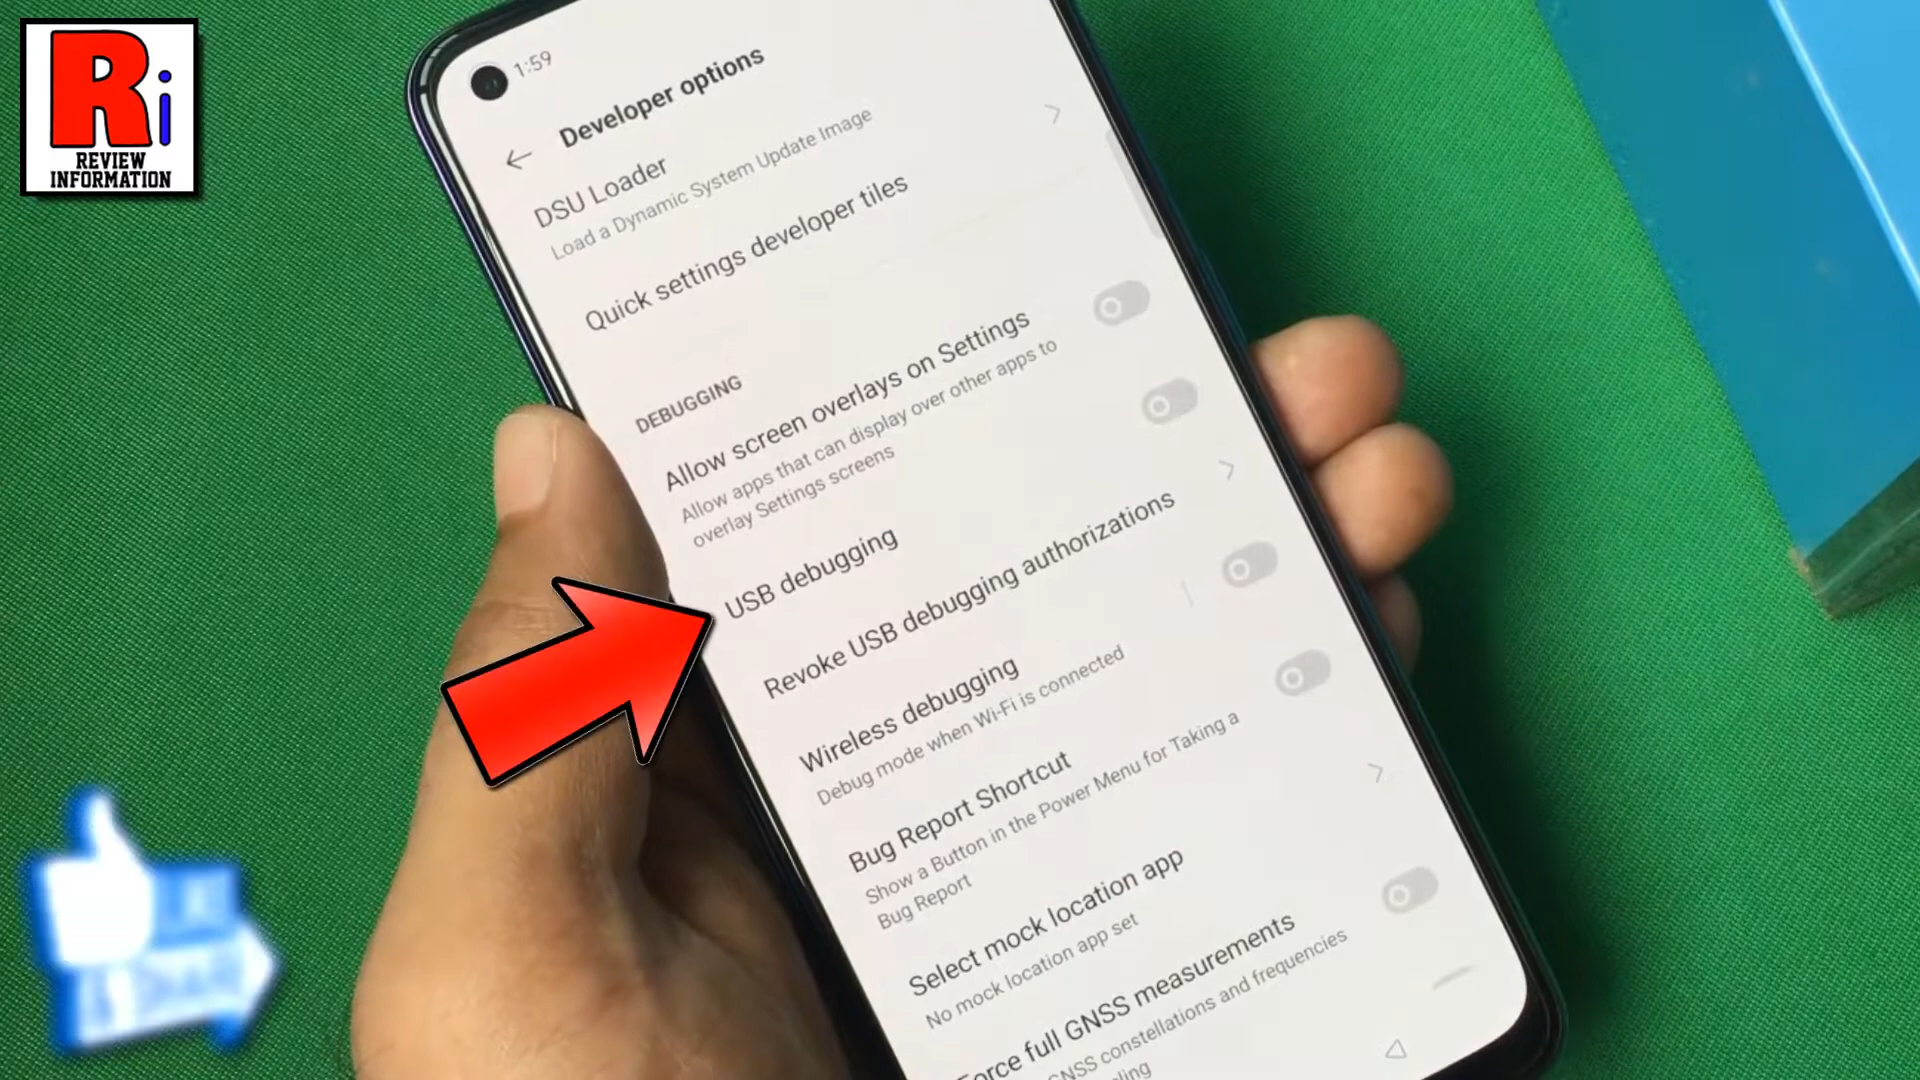 Ri
REVIEW
INFORMATION
1:59
Developer options
DSU Loader
Load a Dynamic System Update Image
Quick settings developer tiles
DEBUGGING
Allow screen overlays on Settings
Allow apps that can display over other apps to
overlay Settings screens
USB debugging
Revoke USB debugging authorizations
Wireless debugging
Debug mode when Wi-Fi is connected
Bug Report Shortcut
Show a Button in the Power Menu for Taking a
Bug Report
Select mock location app
No mock location app set
Force full GNSS measurements
GNSS constellations and frequencies